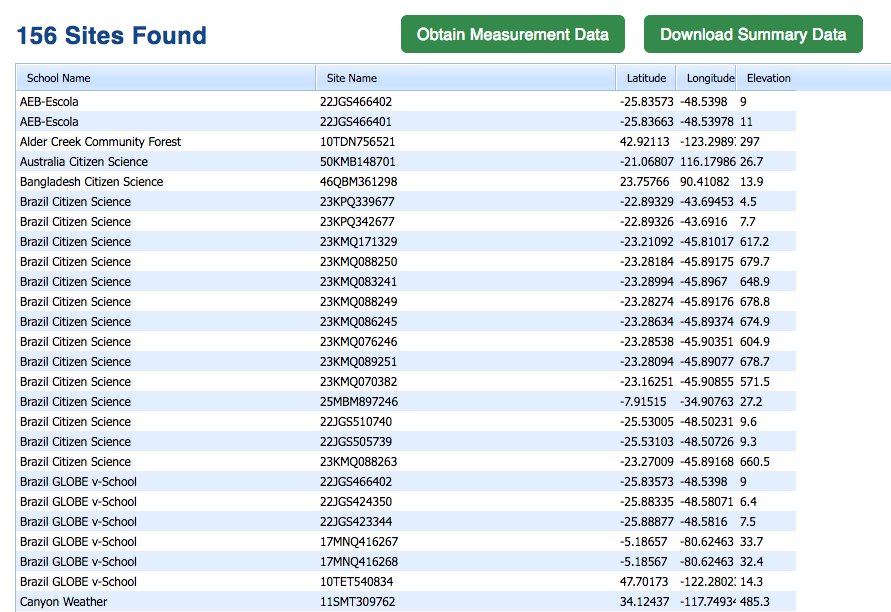 156 Sites Found
Obtain Measurement Data
Download Summary Data
School Name Site Name Latitude Longitude Elevation
AEB-Escola 22JGS466402 -25.83573 -48.5398 9
AEB-Escola 22JGS466401 -25.83663 -48.53978 11
Alder Creek Community Forest 10TDN756521 42.92113 -123.2989 297
Australia Citizen Science 50KMB148701 -21.06807 116.17986 26.7
Bangladesh Citizen Science 46QBM361298 23.75766 90.41082 13.9
Brazil Citizen Science 23KPQ339677 -22.89329 -43.69453 4.5
Brazil Citizen Science 23KPQ342677 -22.89326 -43.6916 7.7
Brazil Citizen Science 23KMQ171329 -23.21092 -45.81017 617.2
Brazil Citizen Science 23KMQ088250 -23.28184 -45.89175 679.7
Brazil Citizen Science 23KMQ083241 -23.28994 -45.8967 648.9
Brazil Citizen Science 23KMQ088249 -23.28274 -45.89176 678.8
Brazil Citizen Science 23KMQ086245 -23.28634 -45.89374 674.9
Brazil Citizen Science 23KMQ076246 -23.28538 -45.90351 604.9
Brazil Citizen Science 23KMQ089251 -23.28094 -45.89077 678.7
Brazil Citizen Science 23KMQ070382 -23.16251 -45.90855 571.5
Brazil Citizen Science 25MBM897246 -7.91515 -34.90763 27.2
Brazil Citizen Science 22JGS510740 -25.53005 -48.50231 9.6
Brazil Citizen Science 22JGS505739 -25.53103 -48.50726 9.3
Brazil Citizen Science 23KMQ088263 -23.27009 -45.89168 660.5
Brazil GLOBE v-School 22JGS466402 -25.83573 -48.5398 9
Brazil GLOBE v-School 22JGS424350 -25.88335 -48.58071 6.4
Brazil GLOBE v-School 22JGS423344 -25.88877 -48.5816 7.5
Brazil GLOBE v-School 17MNQ416267 -5.18657 -80.62463 33.7
Brazil GLOBE v-School 17MNQ416268 -5.18567 -80.62463 32.4
Brazil GLOBE v-School 10TET540834 47.70173 -122.2802 14.3
Canyon Weather 11SMT309762 34.12437 -117.7493 485.3